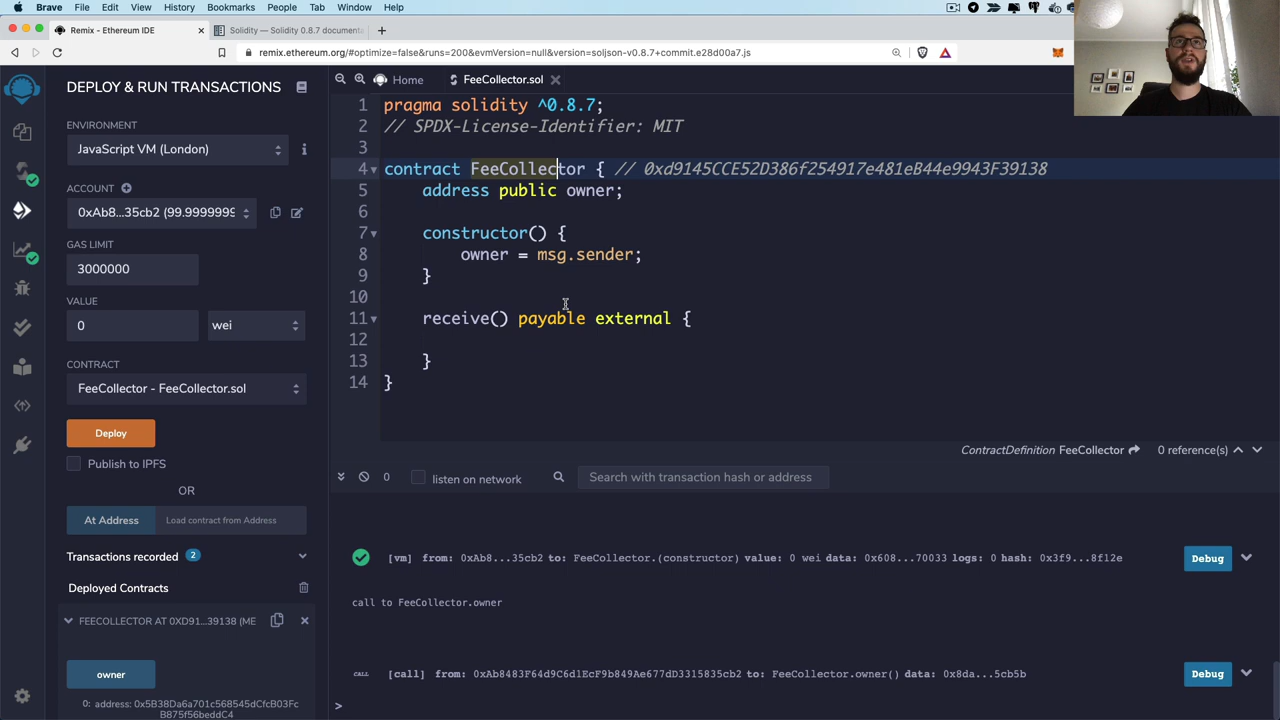 Brave File Edit View History Bookmarks People Tab Window Help
Remix - Ethereum IDE × Solidity — Solidity 0.8.7 documenta +
remix.ethereum.org/#optimize=false&runs=200&evmVersion=null&version=soljson-v0.8.7+commit.e28d00a7.js
DEPLOY & RUN TRANSACTIONS
ENVIRONMENT
JavaScript VM (London)
ACCOUNT
0xAb8...35cb2 (99.9999999
GAS LIMIT
3000000
VALUE
0 wei
CONTRACT
FeeCollector - FeeCollector.sol
Deploy
Publish to IPFS
OR
At Address Load contract from Address
Transactions recorded 2
Deployed Contracts
FEECOLLECTOR AT 0XD91...39138 (ME
owner
0: address: 0x5B38Da6a701c568545dCfcB03Fc
B875f56beddC4
Home FeeCollector.sol
1 pragma solidity ^0.8.7;
2 // SPDX-License-Identifier: MIT
3
4 contract FeeCollector { // 0xd9145CCE52D386f254917e481eB44e9943F39138
5 address public owner;
6
7 constructor() {
8 owner = msg.sender;
9 }
10
11 receive() payable external {
12
13 }
14 }
ContractDefinition FeeCollector 0 reference(s)
0 listen on network Search with transaction hash or address
[vm] from: 0xAb8...35cb2 to: FeeCollector.(constructor) value: 0 wei data: 0x608...70033 logs: 0 hash: 0x3f9...8f12e Debug
call to FeeCollector.owner
CALL [call] from: 0xAb8483F64d9C6d1EcF9b849Ae677dD3315835cb2 to: FeeCollector.owner() data: 0x8da...5cb5b Debug
>